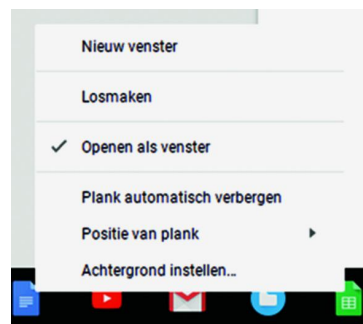 Nieuw venster
Losmaken
Openen als venster
Plank automatisch verbergen
Positie van plank
Achtergrond instellen...